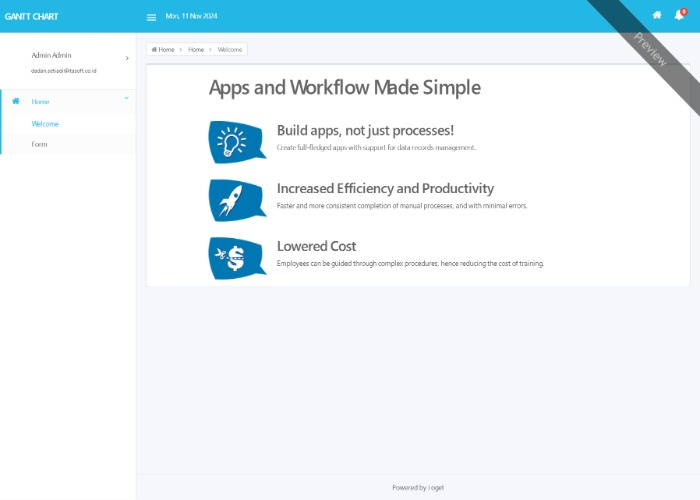 GANTT CHART
Mon, 11 Nov 2024
0
Preview
Admin Admin
dadan.setiadi@itasoft.co.id
Home
Welcome
Form
Home > Home > Welcome
Apps and Workflow Made Simple
Build apps, not just processes!
Create full-fledged apps with support for data records management.
Increased Efficiency and Productivity
Faster and more consistent completion of manual processes, and with minimal errors.
Lowered Cost
Employees can be guided through complex procedures, hence reducing the cost of training.
Powered by Joget